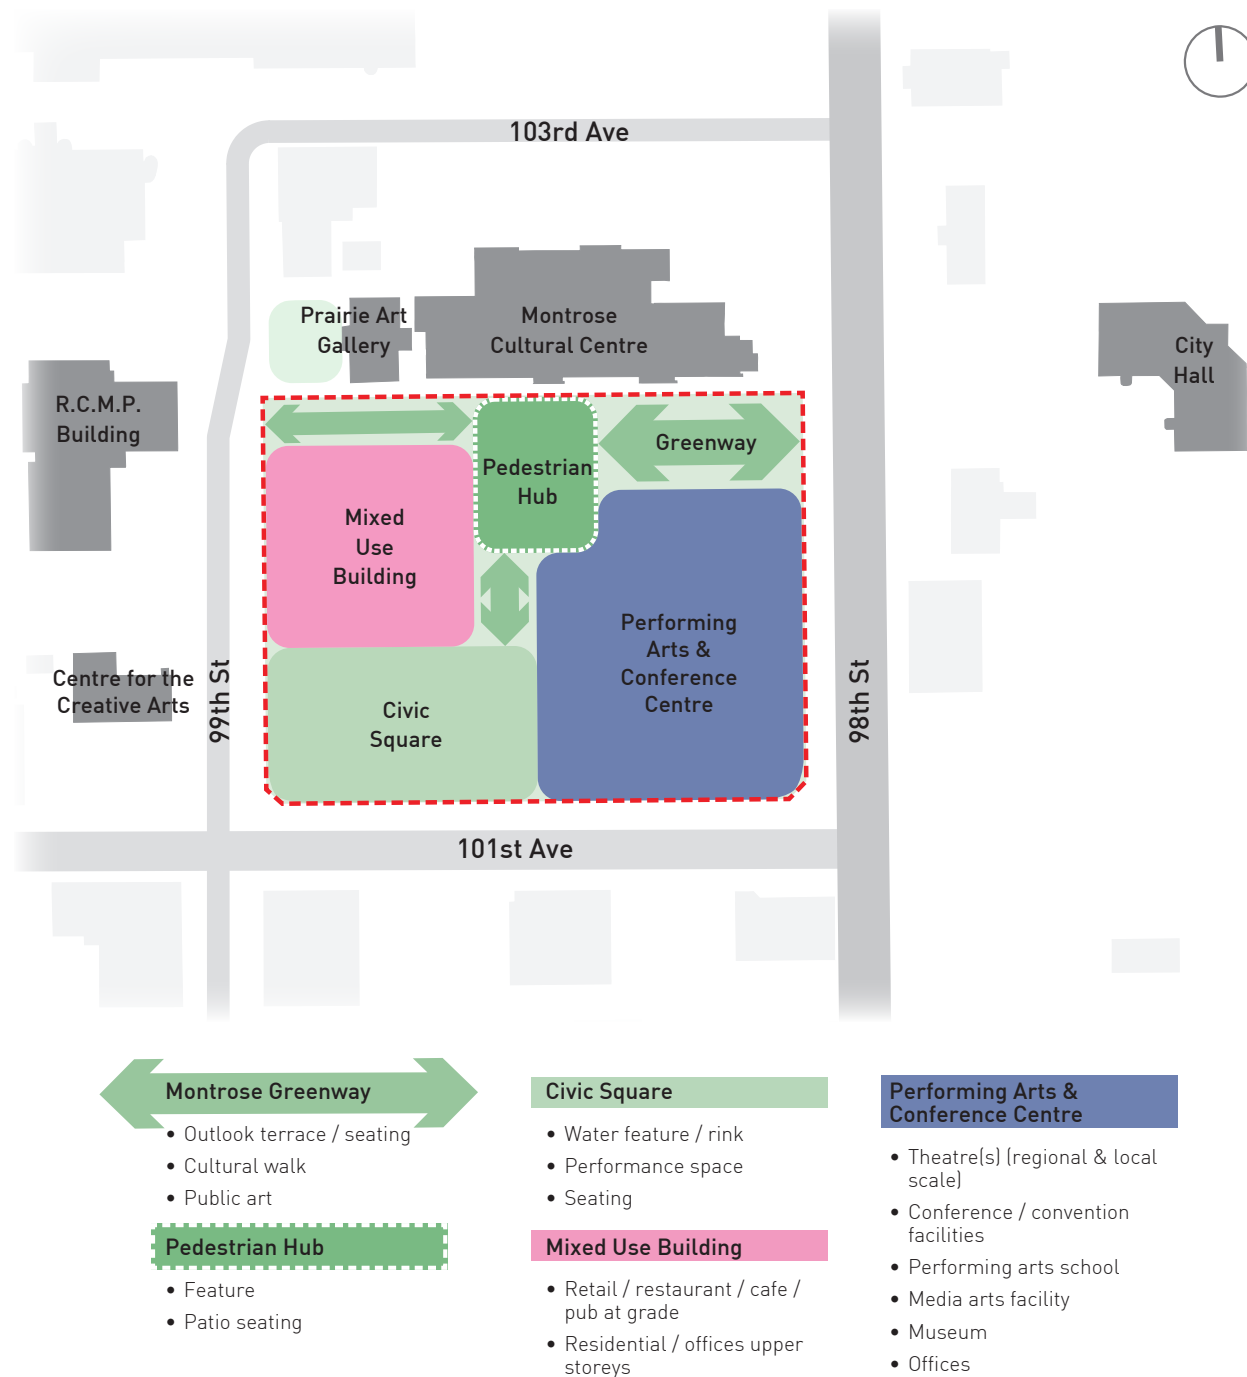 103rd Ave
Prairie Art
Gallery
Montrose
Cultural Centre
City
Hall
R.C.M.P.
Building
Greenway
Pedestrian
Hub
Mixed
Use
Building
Performing
Arts &
Conference
Centre
Centre for the
Creative Arts
99th St
98th St
Civic
Square
101st Ave
Montrose Greenway
• Outlook terrace / seating
• Cultural walk
• Public art
Pedestrian Hub
• Feature
• Patio seating
Civic Square
• Water feature / rink
• Performance space
• Seating
Mixed Use Building
• Retail / restaurant / cafe /
pub at grade
• Residential / offices upper
storeys
Performing Arts &
Conference Centre
• Theatre(s) (regional & local
scale)
• Conference / convention
facilities
• Performing arts school
• Media arts facility
• Museum
• Offices